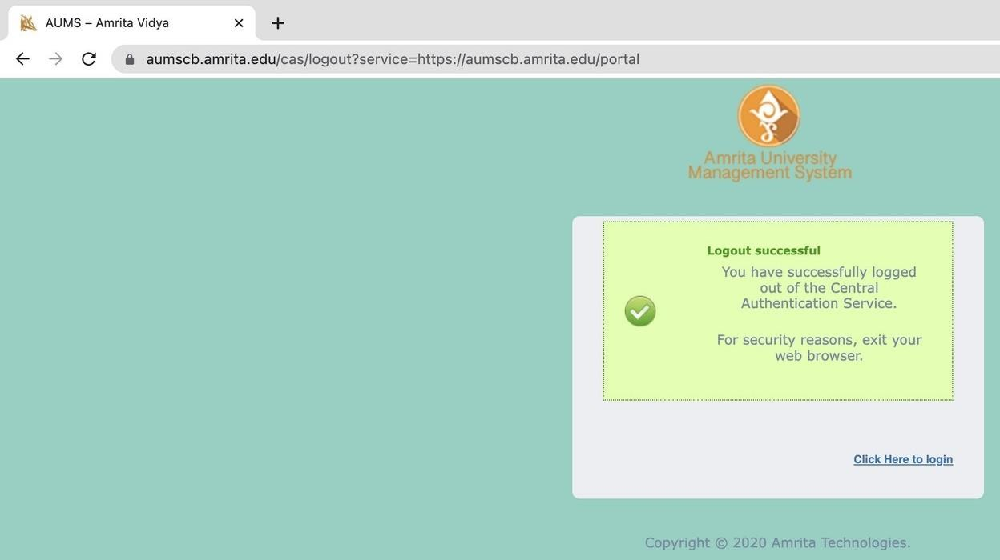 AUMS – Amrita Vidya
aumscb.amrita.edu/cas/logout?service=https://aumscb.amrita.edu/portal
Amrita University
Management System
Logout successful
You have successfully logged
out of the Central
Authentication Service.
For security reasons, exit your
web browser.
Click Here to login
Copyright © 2020 Amrita Technologies.